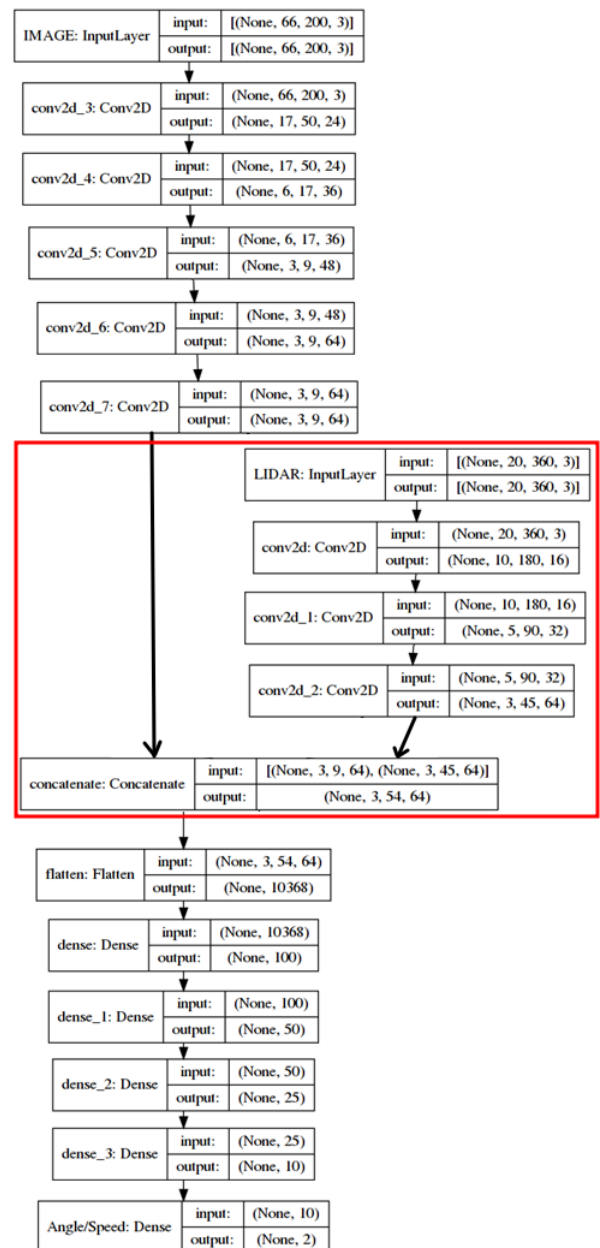 IMAGE: InputLayer
input: [(None, 66, 200, 3)]
output: [(None, 66, 200, 3)]
conv2d_3: Conv2D
input: (None, 66, 200, 3)
output: (None, 17, 50, 24)
conv2d_4: Conv2D
input: (None, 17, 50, 24)
output: (None, 6, 17, 36)
conv2d_5: Conv2D
input: (None, 6, 17, 36)
output: (None, 3, 9, 48)
conv2d_6: Conv2D
input: (None, 3, 9, 48)
output: (None, 3, 9, 64)
conv2d_7: Conv2D
input: (None, 3, 9, 64)
output: (None, 3, 9, 64)
LIDAR: InputLayer
input: [(None, 20, 360, 3)]
output: [(None, 20, 360, 3)]
conv2d: Conv2D
input: (None, 20, 360, 3)
output: (None, 10, 180, 16)
conv2d_1: Conv2D
input: (None, 10, 180, 16)
output: (None, 5, 90, 32)
conv2d_2: Conv2D
input: (None, 5, 90, 32)
output: (None, 3, 45, 64)
concatenate: Concatenate
input: [(None, 3, 9, 64), (None, 3, 45, 64)]
output: (None, 3, 54, 64)
flatten: Flatten
input: (None, 3, 54, 64)
output: (None, 10368)
dense: Dense
input: (None, 10368)
output: (None, 100)
dense_1: Dense
input: (None, 100)
output: (None, 50)
dense_2: Dense
input: (None, 50)
output: (None, 25)
dense_3: Dense
input: (None, 25)
output: (None, 10)
Angle/Speed: Dense
input: (None, 10)
output: (None, 2)